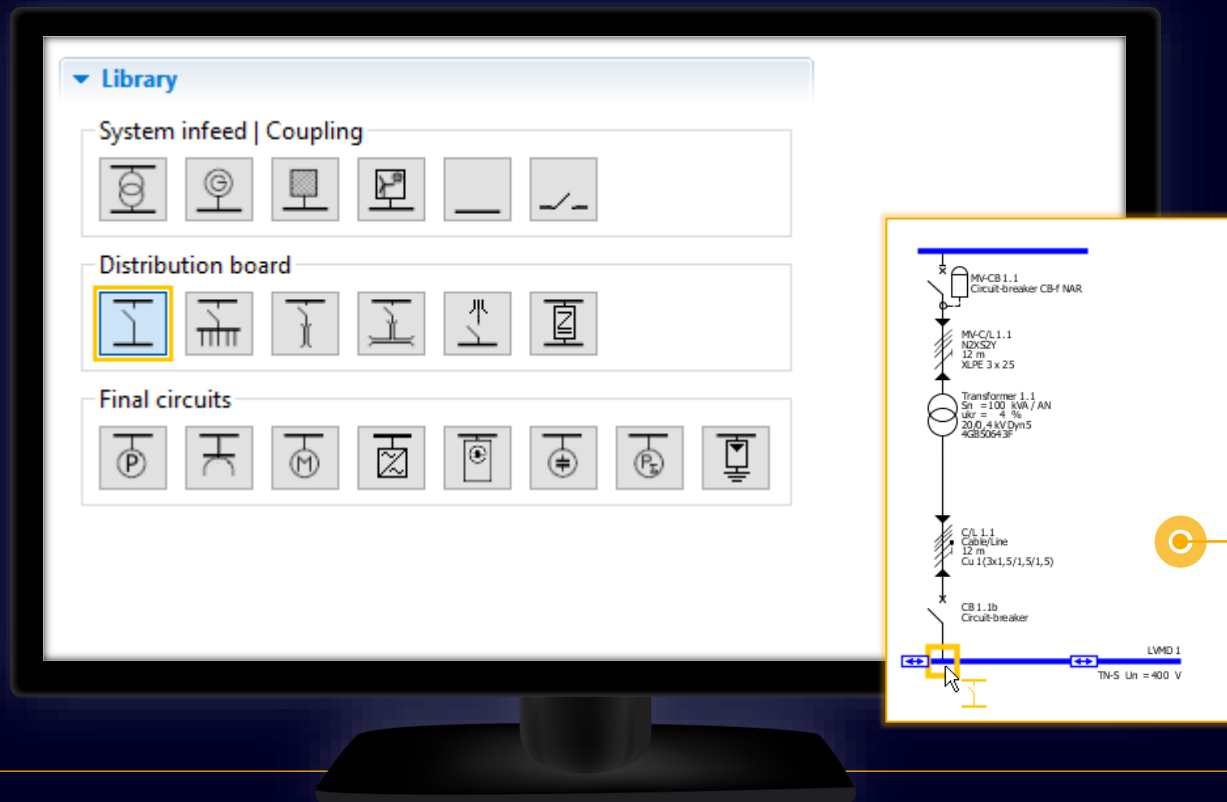 Library
System infeed | Coupling
G
Distribution board
Final circuits
P
M
MV-CB 1.1
Circuit-breaker CB-f NAR
MV-C/L 1.1
N2XS2Y
12 m
XLPE 3 x 25
Transformer 1.1
Sn =100 kVA / AN
ukr = 4 %
20/0,4 kV Dyn5
4GB5064.3F
C/L 1.1
Cable/Line
12 m
Cu 1(3x1,5/1,5/1,5)
CB 1.1b
Circuit-breaker
LVMD 1
TN-S Un =400 V